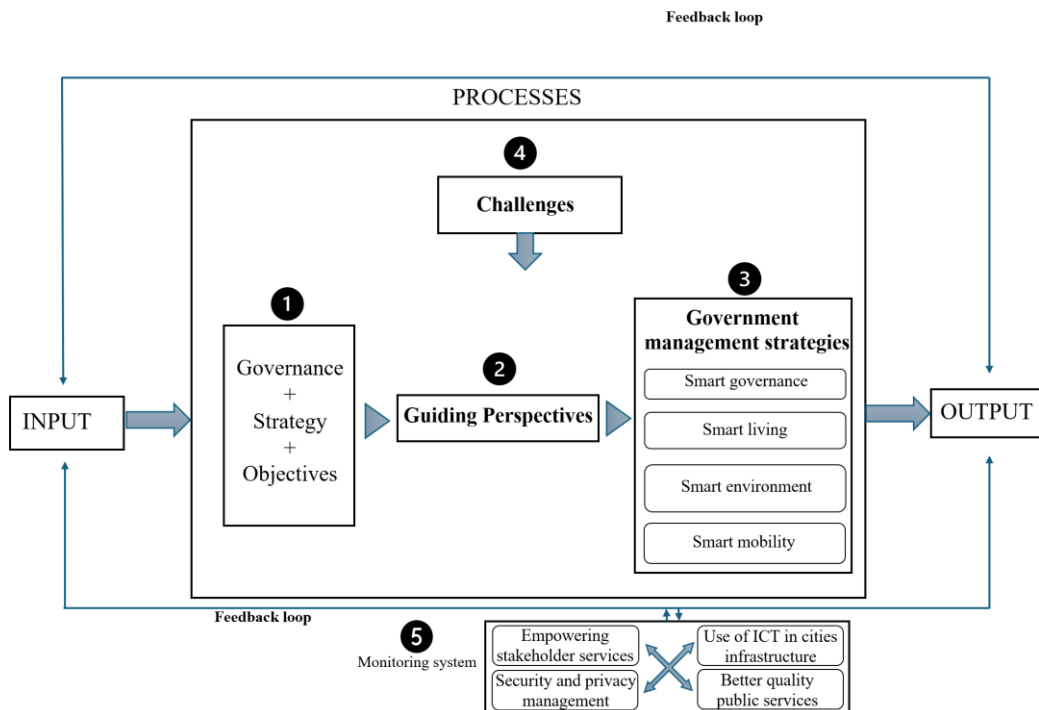 Feedback loop
PROCESSES
4
Challenges
1
Governance
+
Strategy
+
Objectives
2
Guiding Perspectives
3
Government
management strategies
Smart governance
Smart living
Smart environment
Smart mobility
INPUT
OUTPUT
Feedback loop
5
Monitoring system
Empowering
stakeholder services
Use of ICT in cities
infrastructure
Security and privacy
management
Better quality
public services